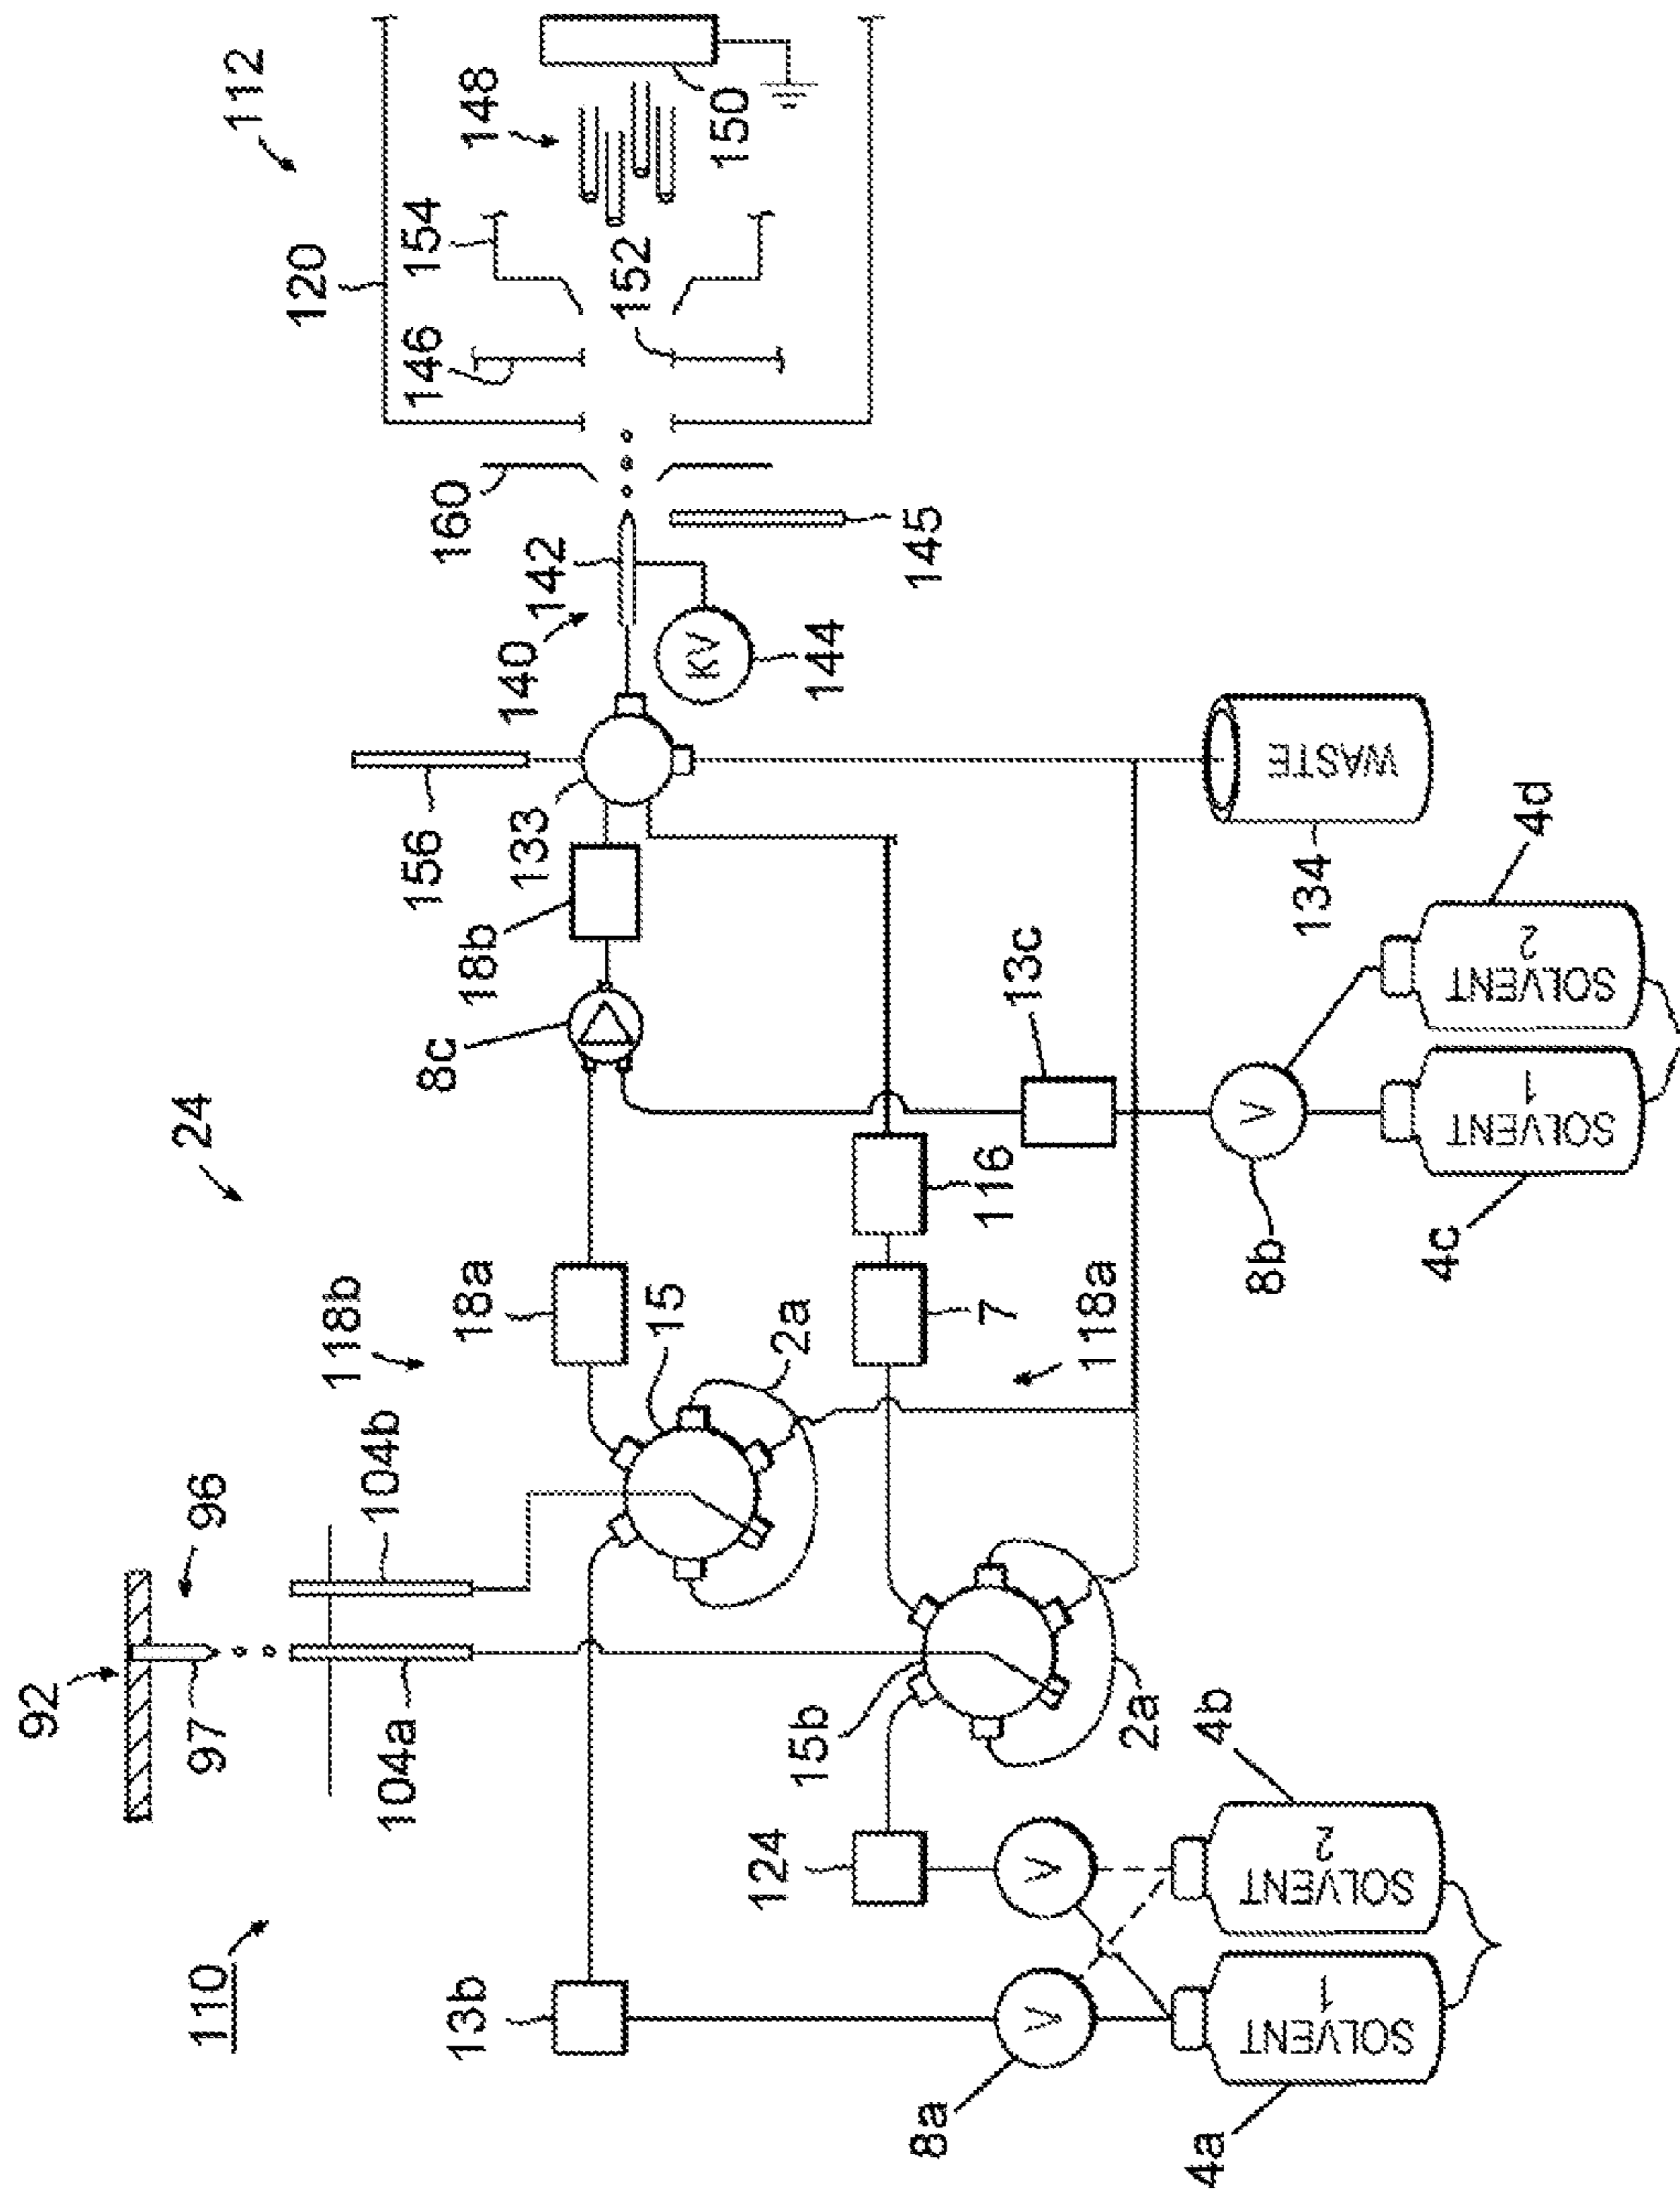 110
92
97
96
104a
104b
118b
24
13b
18a
15
2a
8c
18b
156
133
140
142
160
146
120
154
152
148
112
150
145
KV
144
124
15b
2a
7
118a
116
13c
8a
V
V
4a
SOLVENT
1
4b
SOLVENT
2
8b
V
4c
SOLVENT
1
4d
SOLVENT
2
134
WASTE